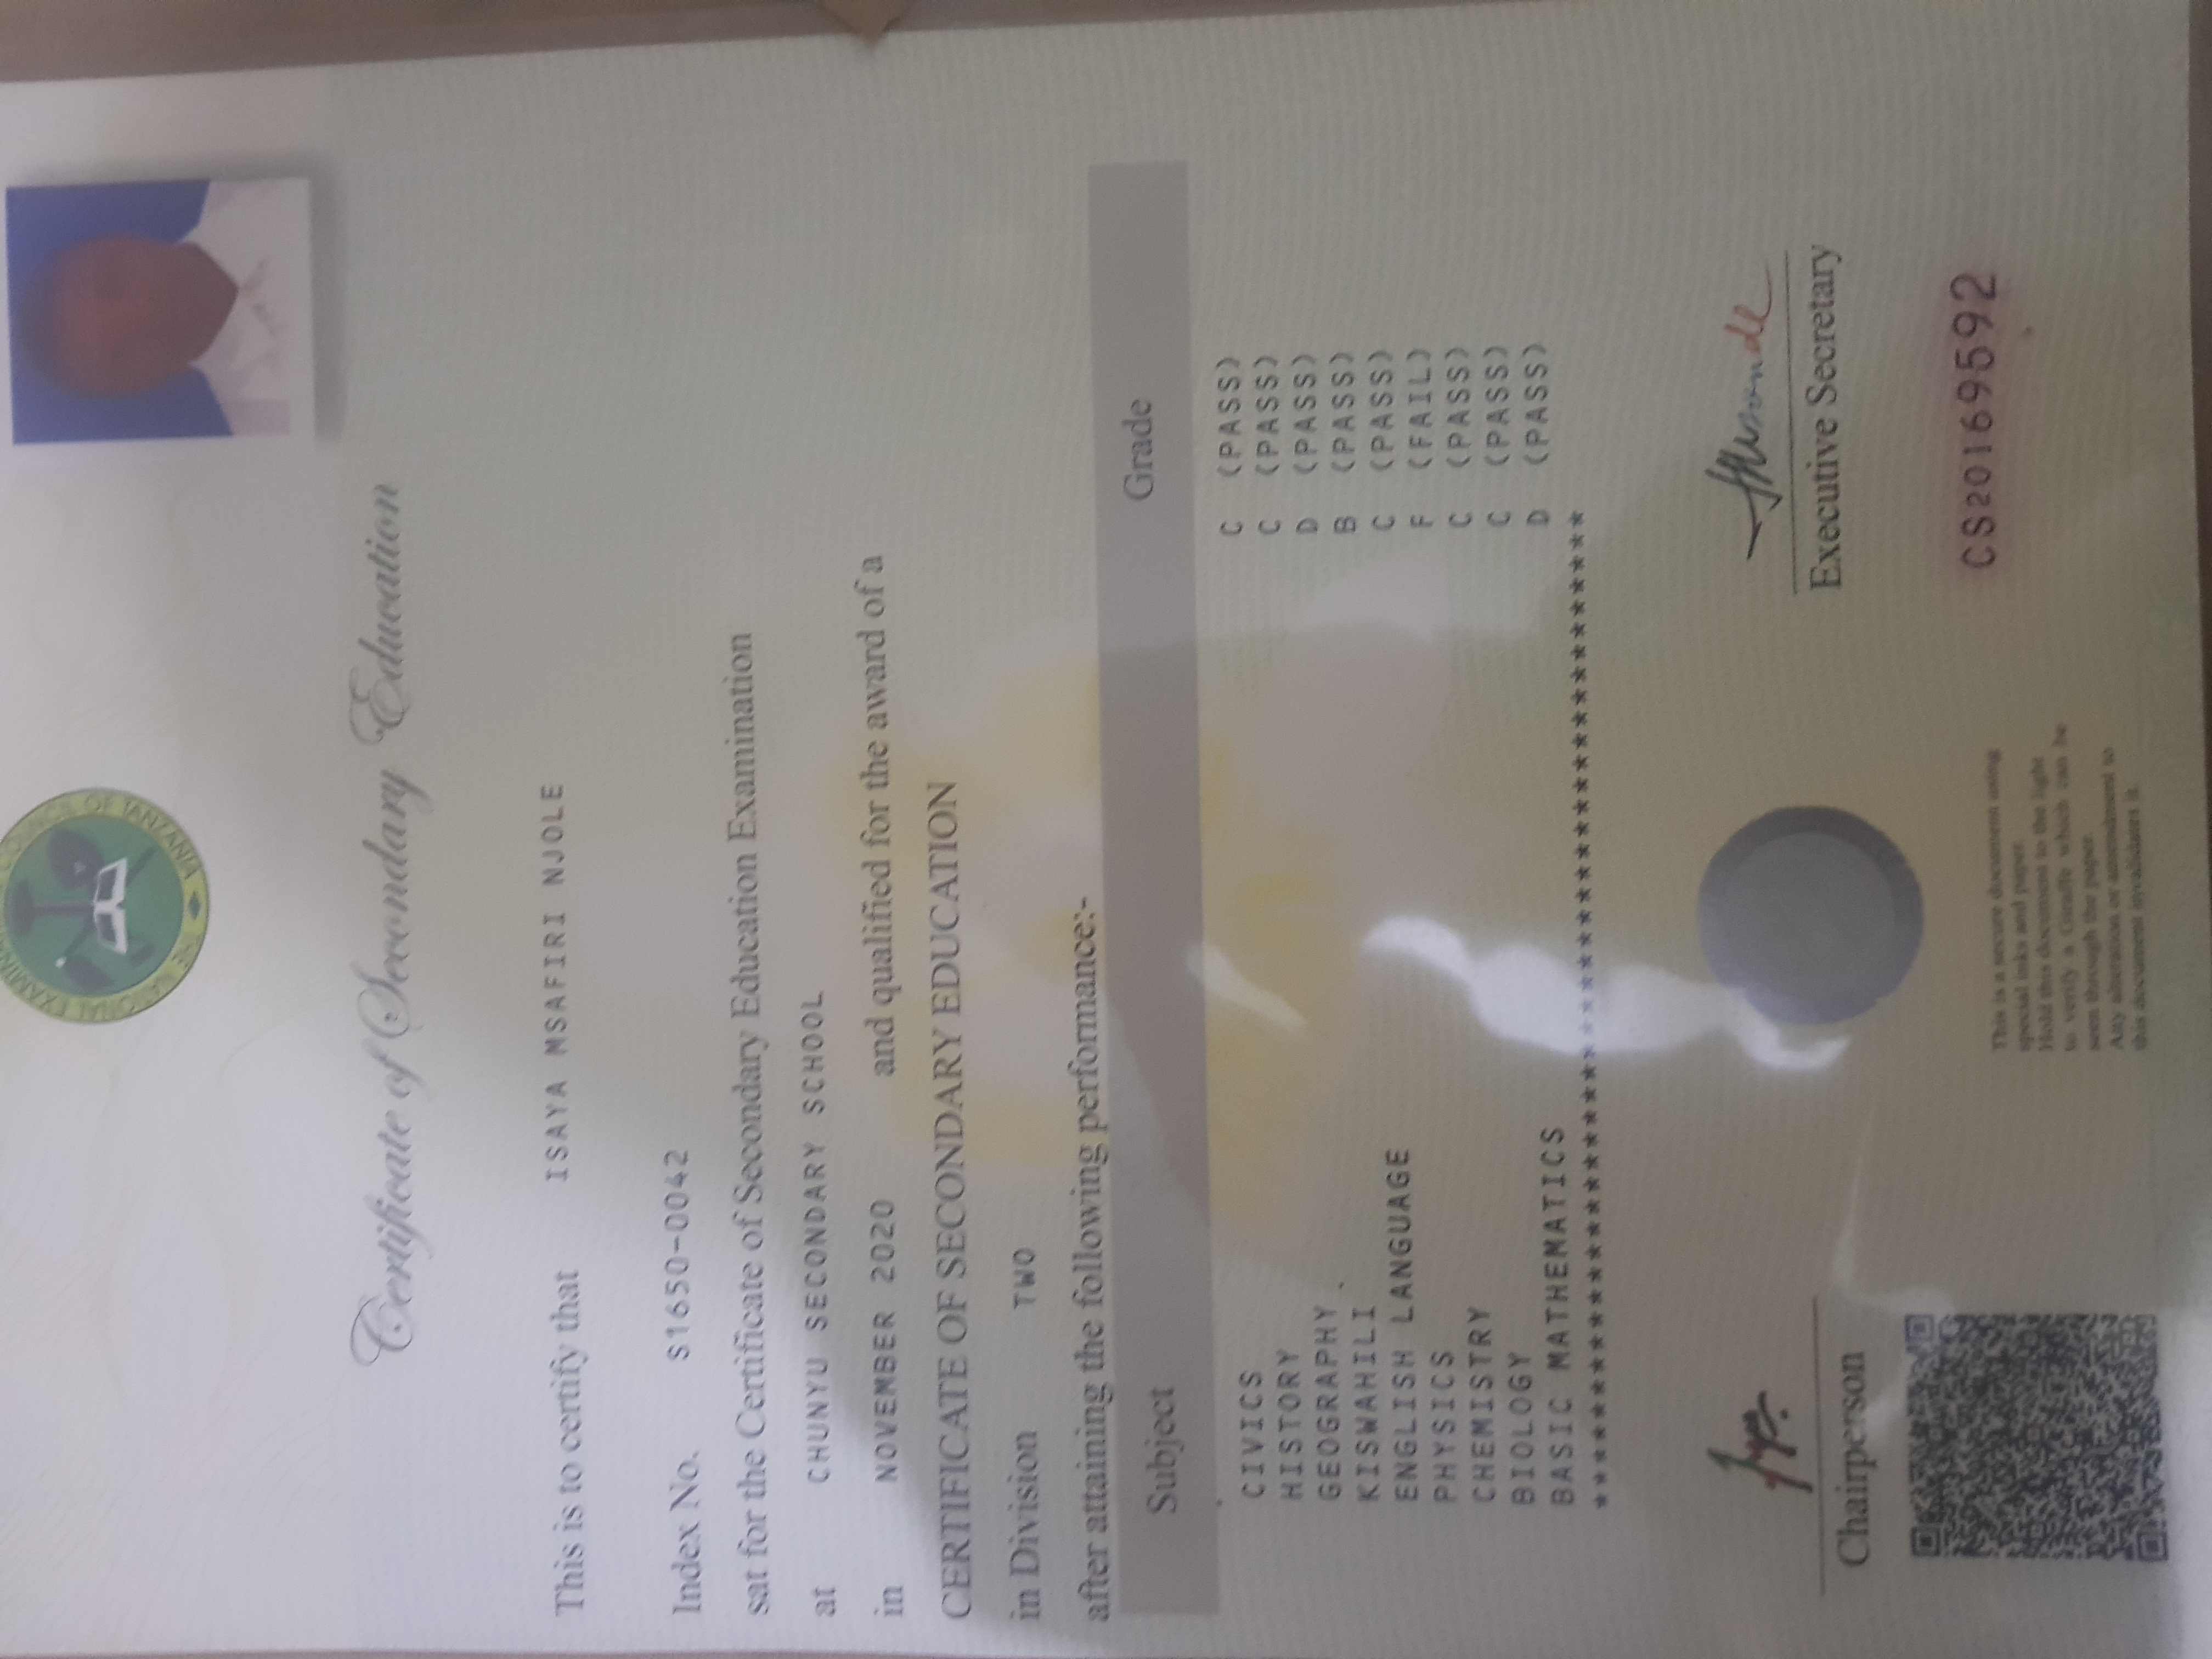 THE NATIONAL EXAMINATIONS COUNCIL OF TANZANIA
Certificate of Secondary Education
This is to certify that ISAYA MSAFIRI NJOLE
Index No. S1650-0042
sat for the Certificate of Secondary Education Examination
at CHUNYU SECONDARY SCHOOL
in NOVEMBER 2020 and qualified for the award of a
CERTIFICATE OF SECONDARY EDUCATION
in Division TWO
after attaining the following performance:-
Subject Grade
CIVICS C (PASS)
HISTORY C (PASS)
GEOGRAPHY D (PASS)
KISWAHILI B (PASS)
ENGLISH LANGUAGE C (PASS)
PHYSICS F (FAIL)
CHEMISTRY C (PASS)
BIOLOGY C (PASS)
BASIC MATHEMATICS D (PASS)
*********************************************
Chairperson
Executive Secretary
CS20169592
This is a secure document using
special inks and paper.
Hold this document to the light
to verify a Giraffe which can be
seen through the paper.
Any alteration or amendment to
this document invalidates it.